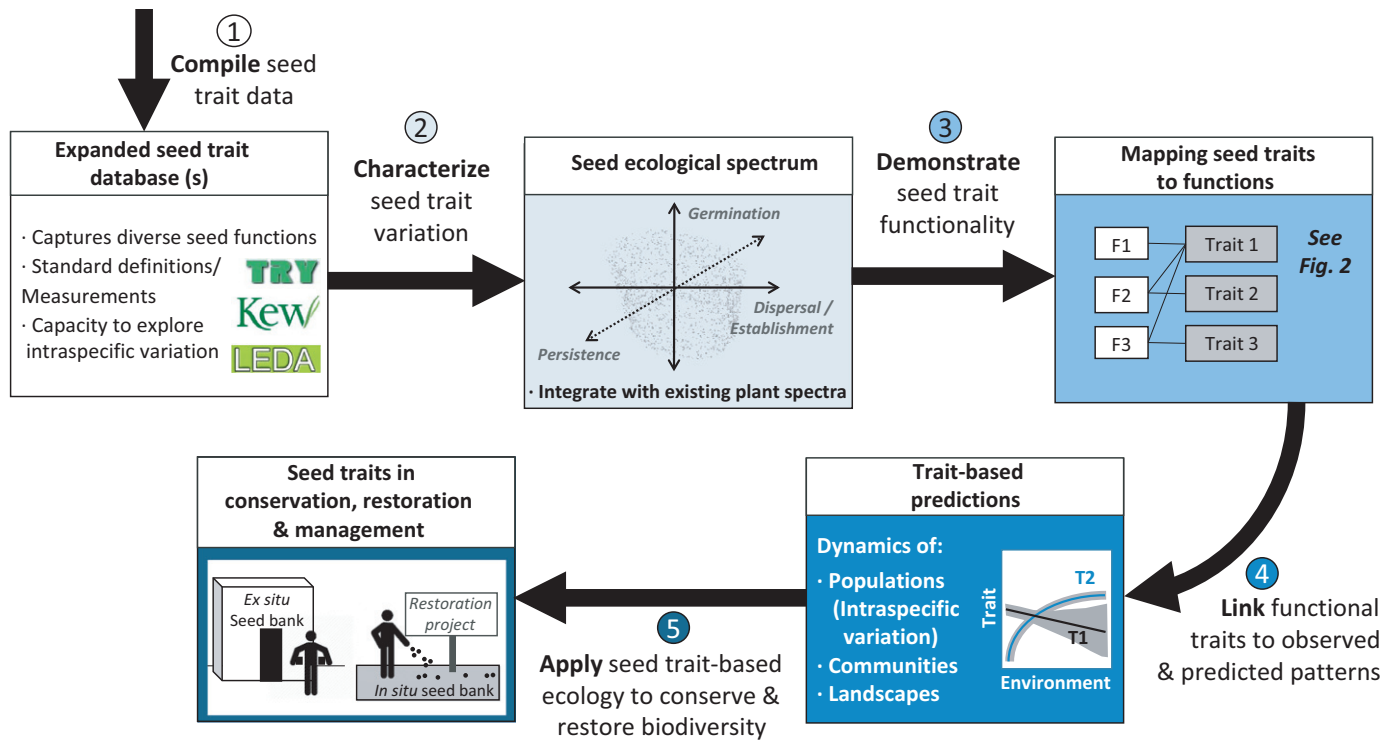 1
Compile seed
trait data
Expanded seed trait
database (s)
· Captures diverse seed functions
· Standard definitions/
Measurements
· Capacity to explore
intraspecific variation
TRY
Kew
LEDA
2
Characterize
seed trait
variation
Seed ecological spectrum
Germination
Dispersal /
Establishment
Persistence
· Integrate with existing plant spectra
3
Demonstrate
seed trait
functionality
Mapping seed traits
to functions
F1
Trait 1
F2
Trait 2
F3
Trait 3
See
Fig. 2
4
Link functional
traits to observed
& predicted patterns
Trait-based
predictions
Dynamics of:
· Populations
(Intraspecific
variation)
· Communities
· Landscapes
Trait
T2
T1
Environment
5
Apply seed trait-based
ecology to conserve &
restore biodiversity
Seed traits in
conservation, restoration
& management
Ex situ
Seed bank
Restoration
project
In situ seed bank